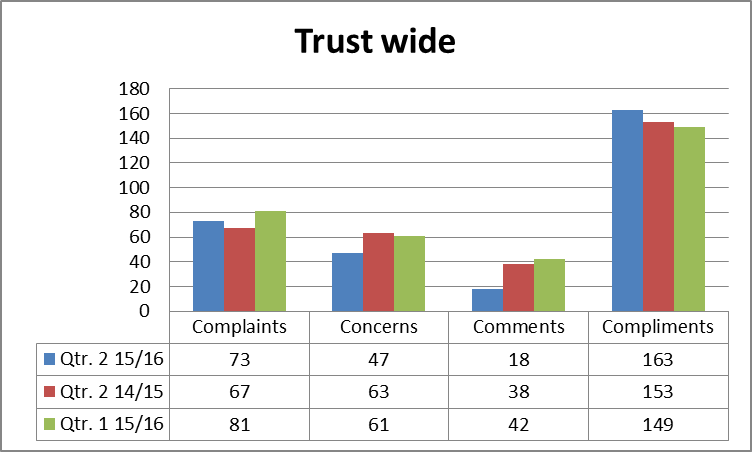 Trust wide
180
160
140
120
100
80
60
40
20
0
Complaints Concerns Comments Compliments
Qtr. 2 15/16 73 47 18 163
Qtr. 2 14/15 67 63 38 153
Qtr. 1 15/16 81 61 42 149